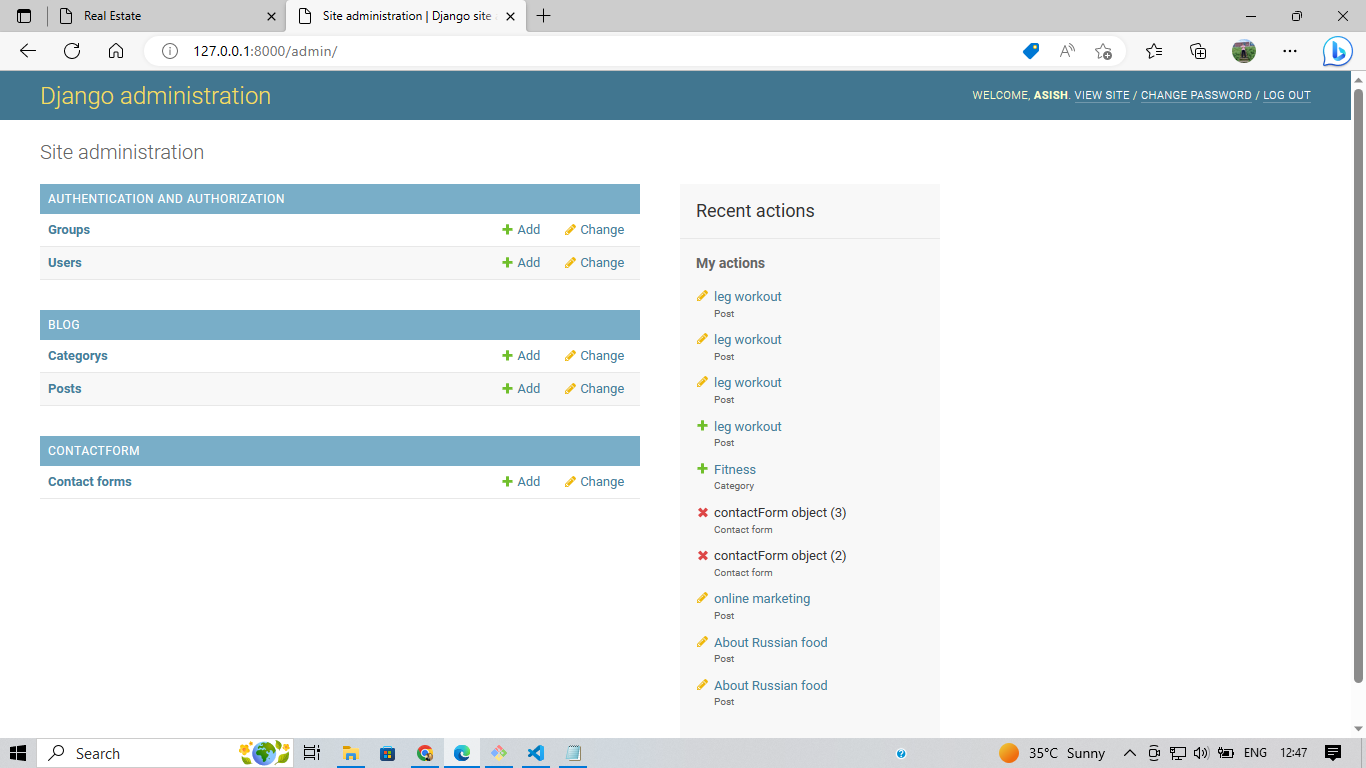 Real Estate
Site administration | Django site
127.0.0.1:8000/admin/
Django administration
WELCOME, ASISH. VIEW SITE / CHANGE PASSWORD / LOG OUT
Site administration
AUTHENTICATION AND AUTHORIZATION
Groups Add Change
Users Add Change
BLOG
Categorys Add Change
Posts Add Change
CONTACTFORM
Contact forms Add Change
Recent actions
My actions
leg workout
Post
leg workout
Post
leg workout
Post
leg workout
Post
Fitness
Category
contactForm object (3)
Contact form
contactForm object (2)
Contact form
online marketing
Post
About Russian food
Post
About Russian food
Post
Search
35°C Sunny
ENG
12:47